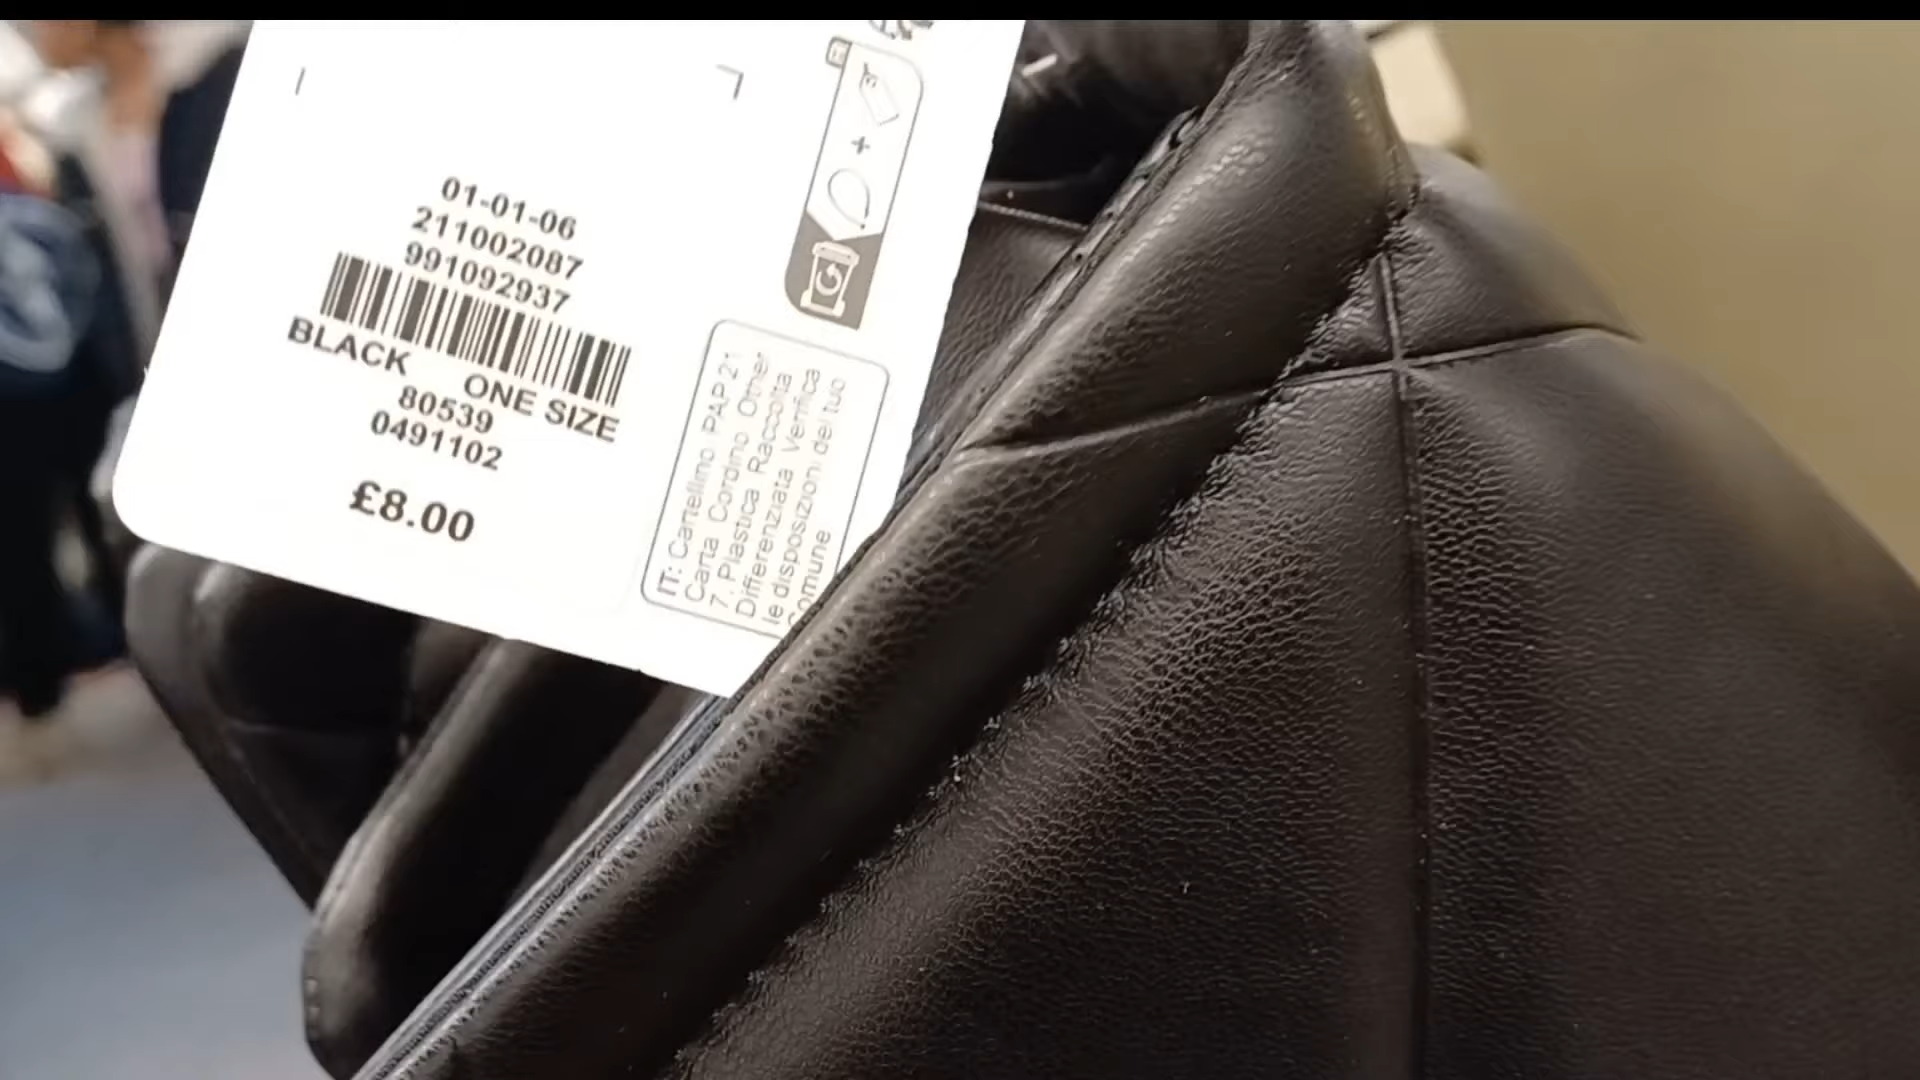 01-01-06
211002087
991092937
BLACK ONE SIZE
80539
0491102
£8.00
IT: Cartellino PAP 21
Carta Cordino Other
7. Plastica Raccolta
Differenziata Verifica
le disposizioni del tuo
Comune